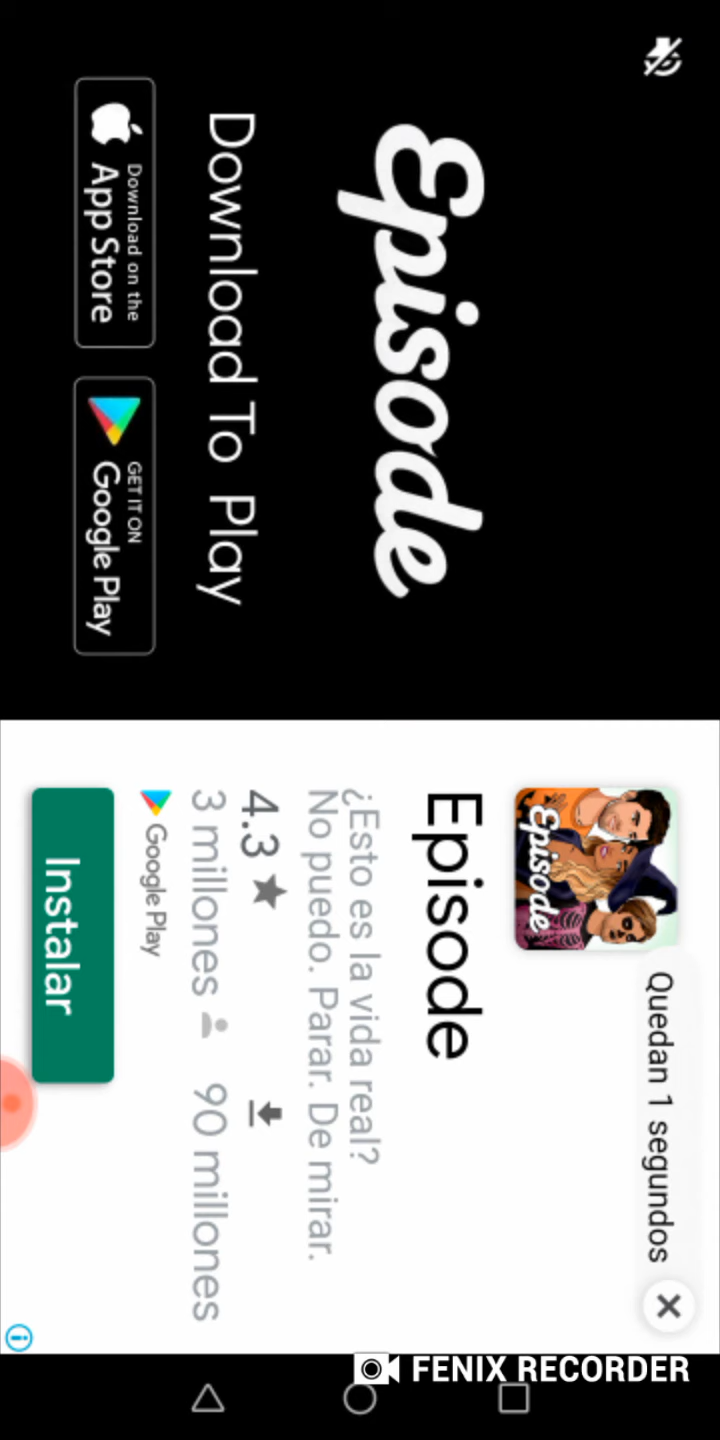 Episode
Download To Play
Download on the
App Store
GET IT ON
Google Play
Quedan 1 segundos
Episode
Episode
¿Esto es la vida real?
No puedo. Parar. De mirar.
4.3
3 millones
90 millones
Google Play
Instalar
FENIX RECORDER